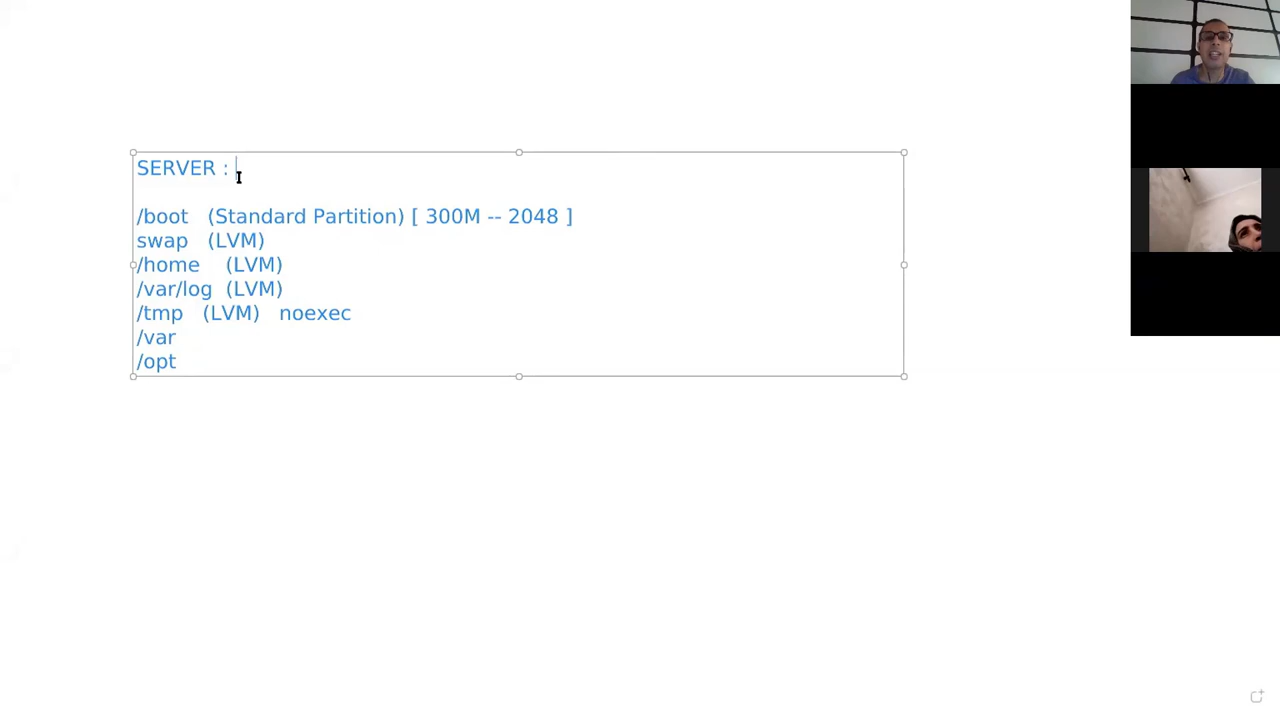 SERVER :
/boot (Standard Partition) [ 300M -- 2048 ]
swap (LVM)
/home (LVM)
/var/log (LVM)
/tmp (LVM) noexec
/var
/opt